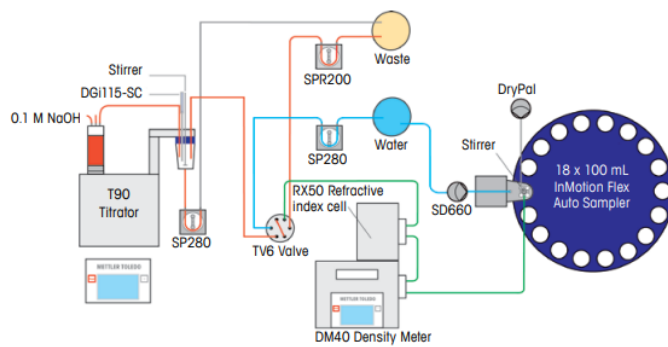 Stirrer
DGi115-SC
0.1 M NaOH
T90
Titrator
SP280
METTLER TOLEDO
SPR200
Waste
SP280
Water
RX50 Refractive
index cell
TV6 Valve
METTLER TOLEDO
DM40 Density Meter
DryPal
Stirrer
SD660
18 x 100 mL
InMotion Flex
Auto Sampler